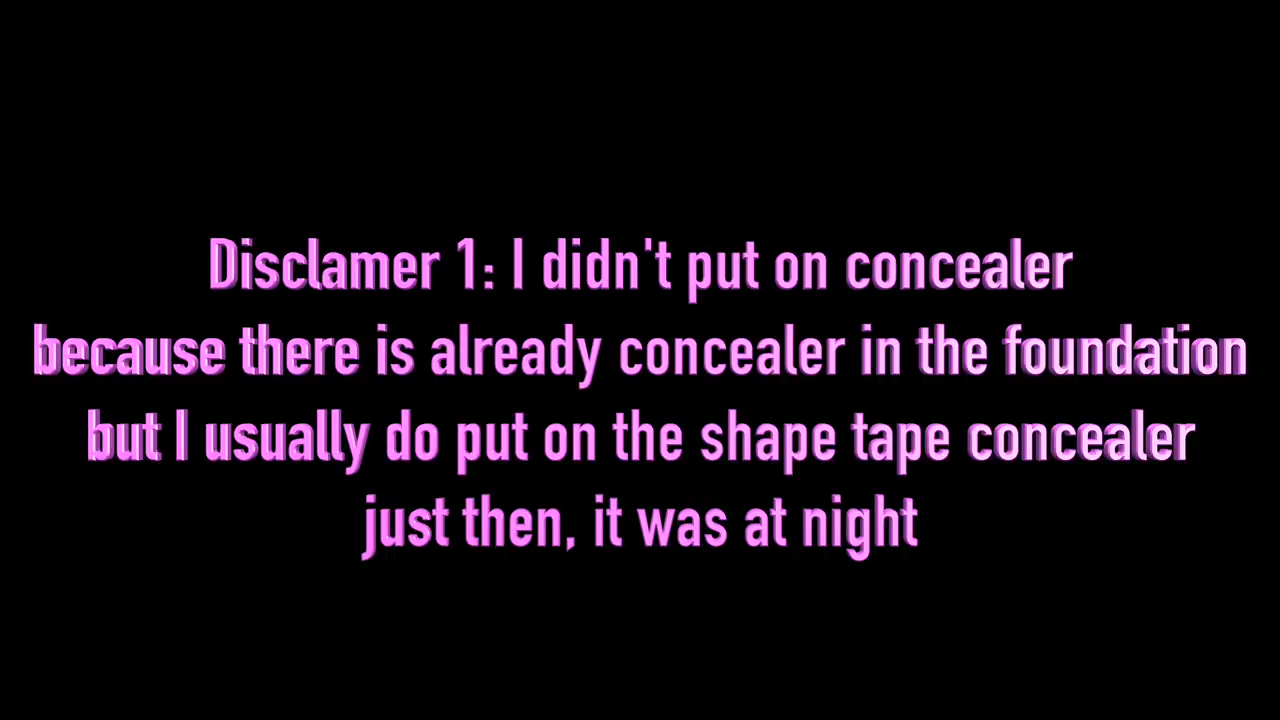 Disclamer 1: I didn't put on concealer
because there is already concealer in the foundation
but I usually do put on the shape tape concealer
just then, it was at night